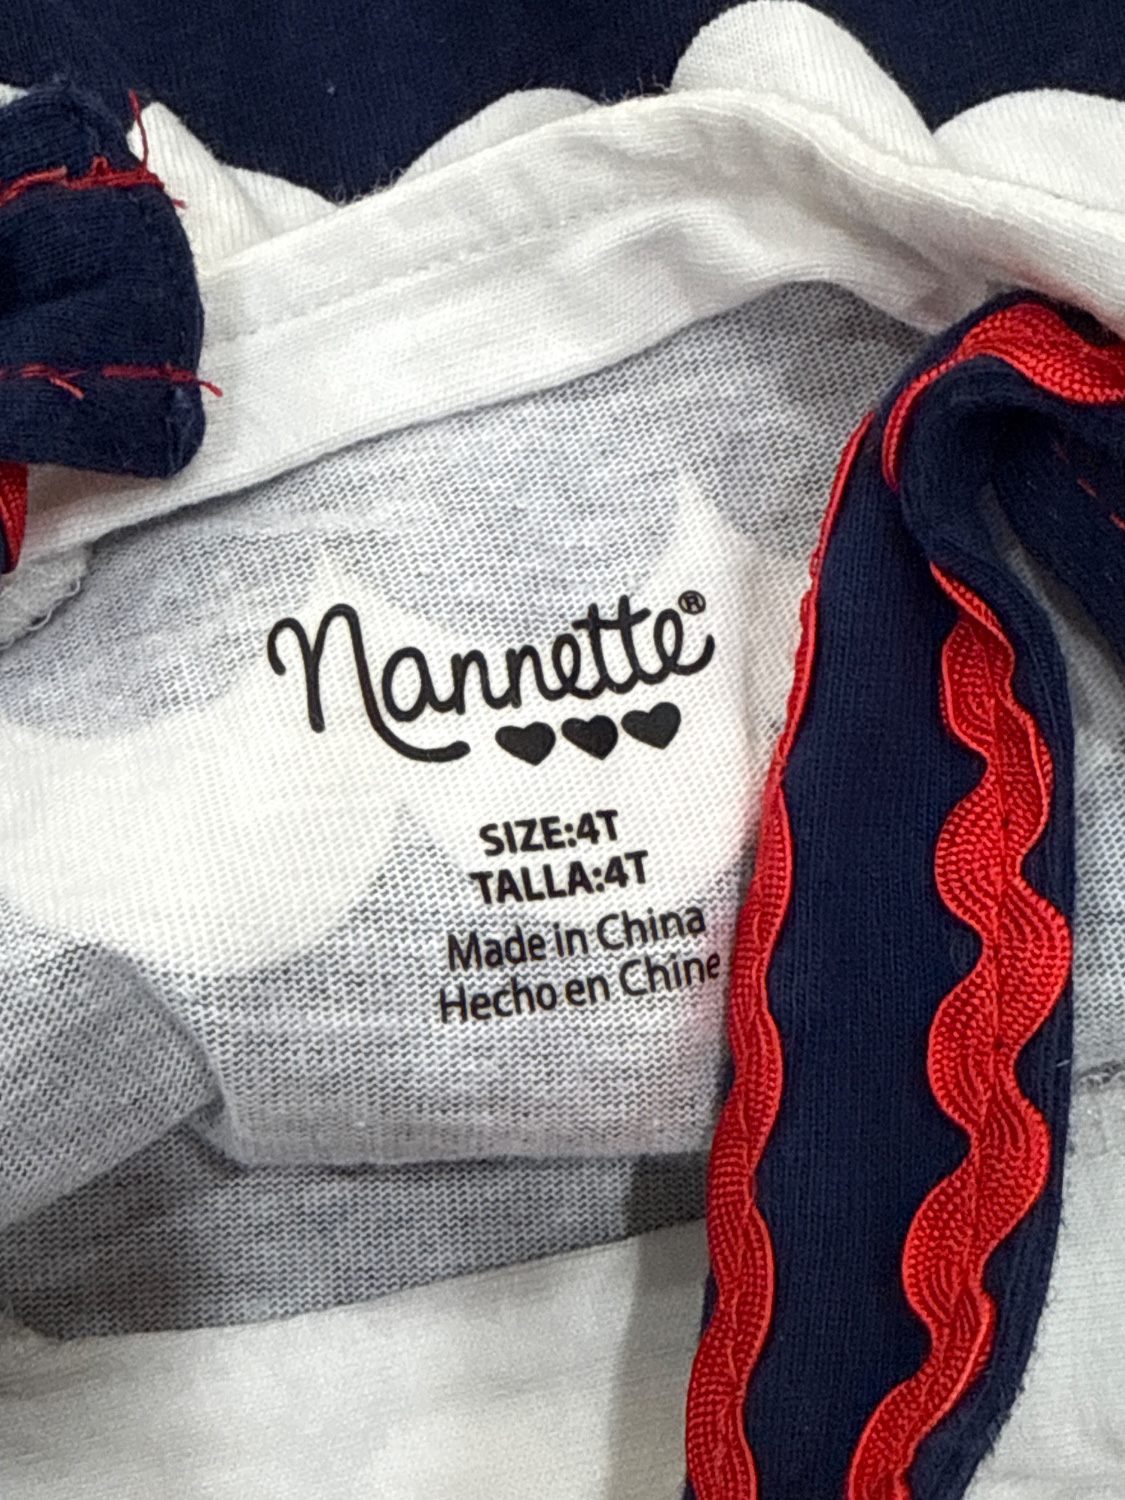 Nannette®
SIZE:4T
TALLA:4T
Made in China
Hecho en Chine